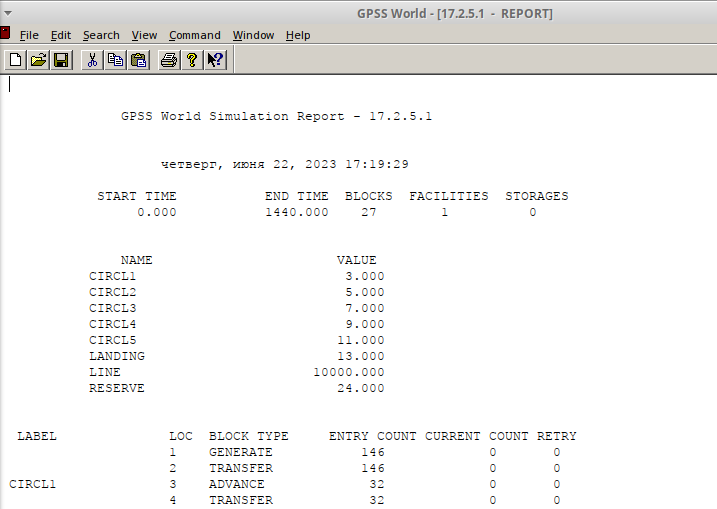 GPSS World - [17.2.5.1 - REPORT]
File Edit Search View Command Window Help
GPSS World Simulation Report - 17.2.5.1
четверг, июня 22, 2023 17:19:29
START TIME END TIME BLOCKS FACILITIES STORAGES
0.000 1440.000 27 1 0
NAME VALUE
CIRCL1 3.000
CIRCL2 5.000
CIRCL3 7.000
CIRCL4 9.000
CIRCL5 11.000
LANDING 13.000
LINE 10000.000
RESERVE 24.000
LABEL LOC BLOCK TYPE ENTRY COUNT CURRENT COUNT RETRY
1 GENERATE 146 0 0
2 TRANSFER 146 0 0
CIRCL1 3 ADVANCE 32 0 0
4 TRANSFER 32 0 0